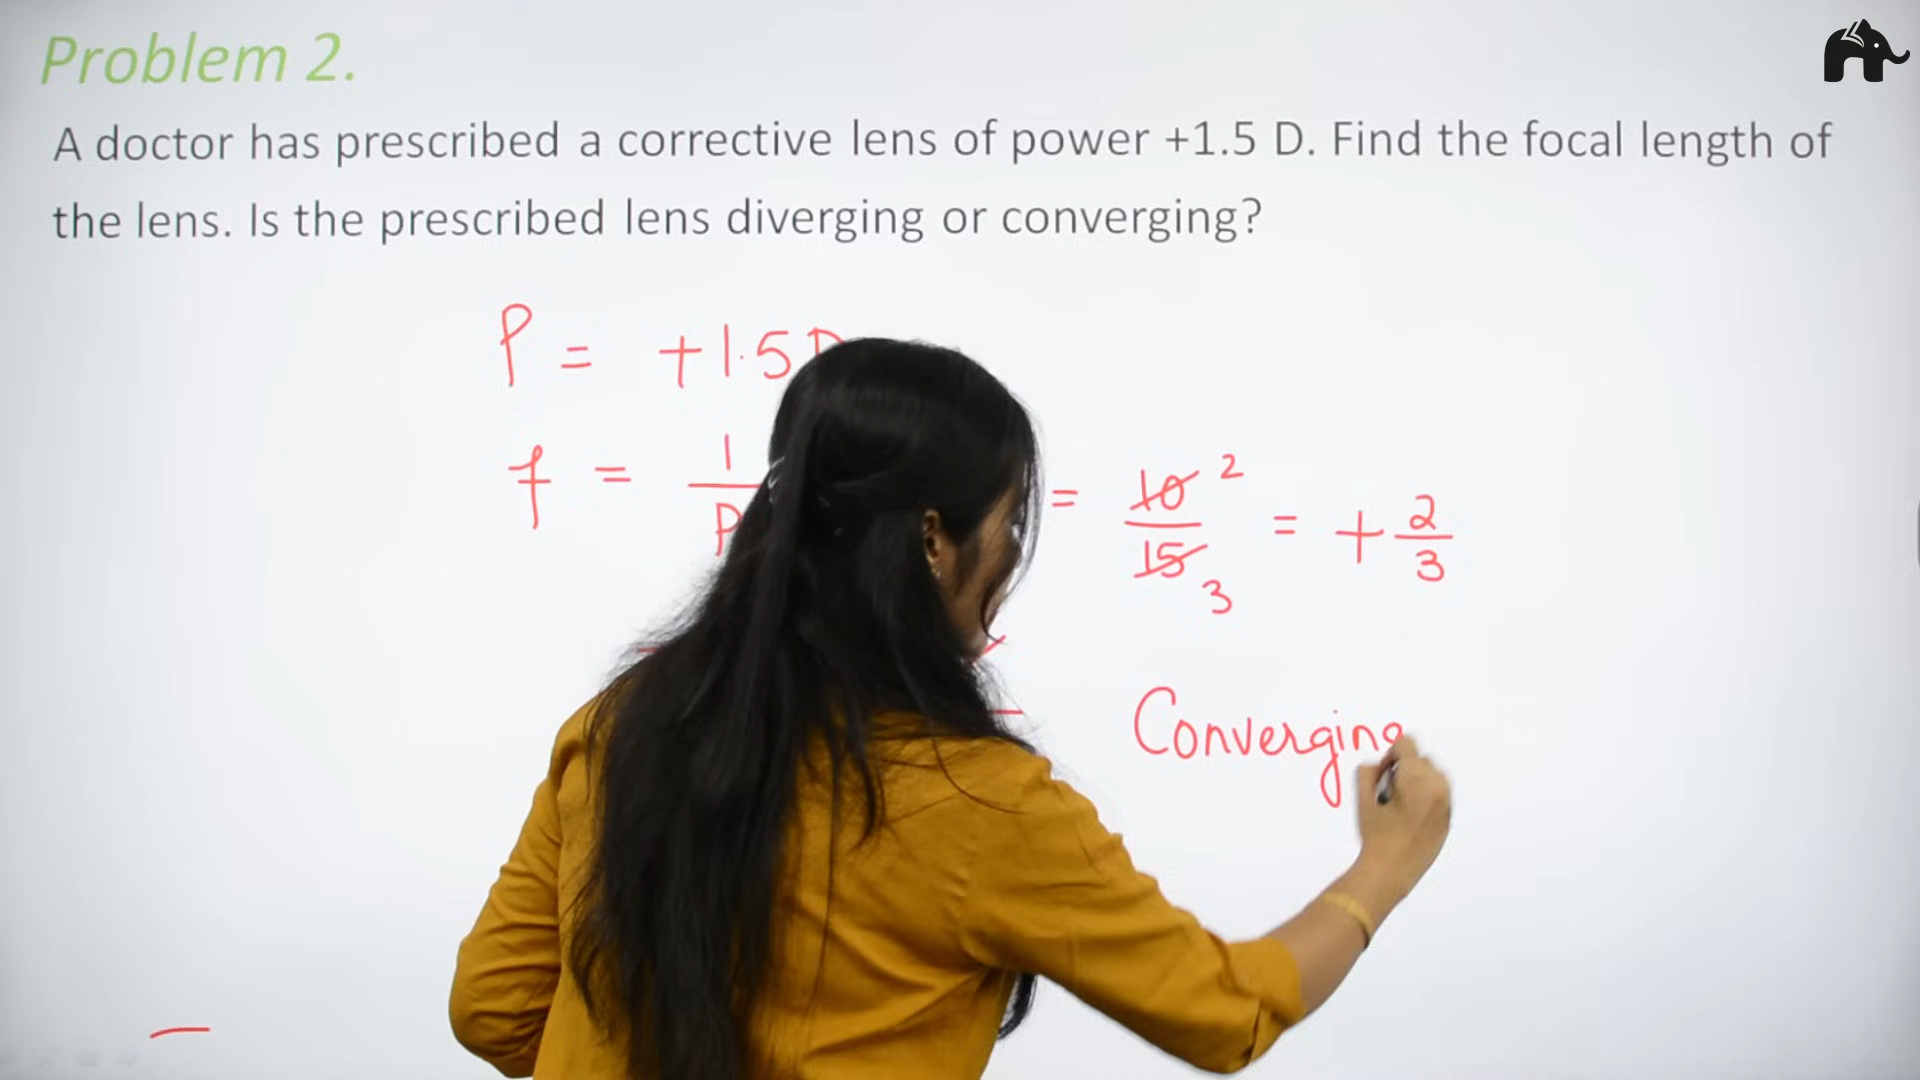 Problem 2.
A doctor has prescribed a corrective lens of power +1.5 D. Find the focal length of
the lens. Is the prescribed lens diverging or converging?
P = +1.5 D
f = 1/P = 10/15 2/3 = + 2/3
Converging